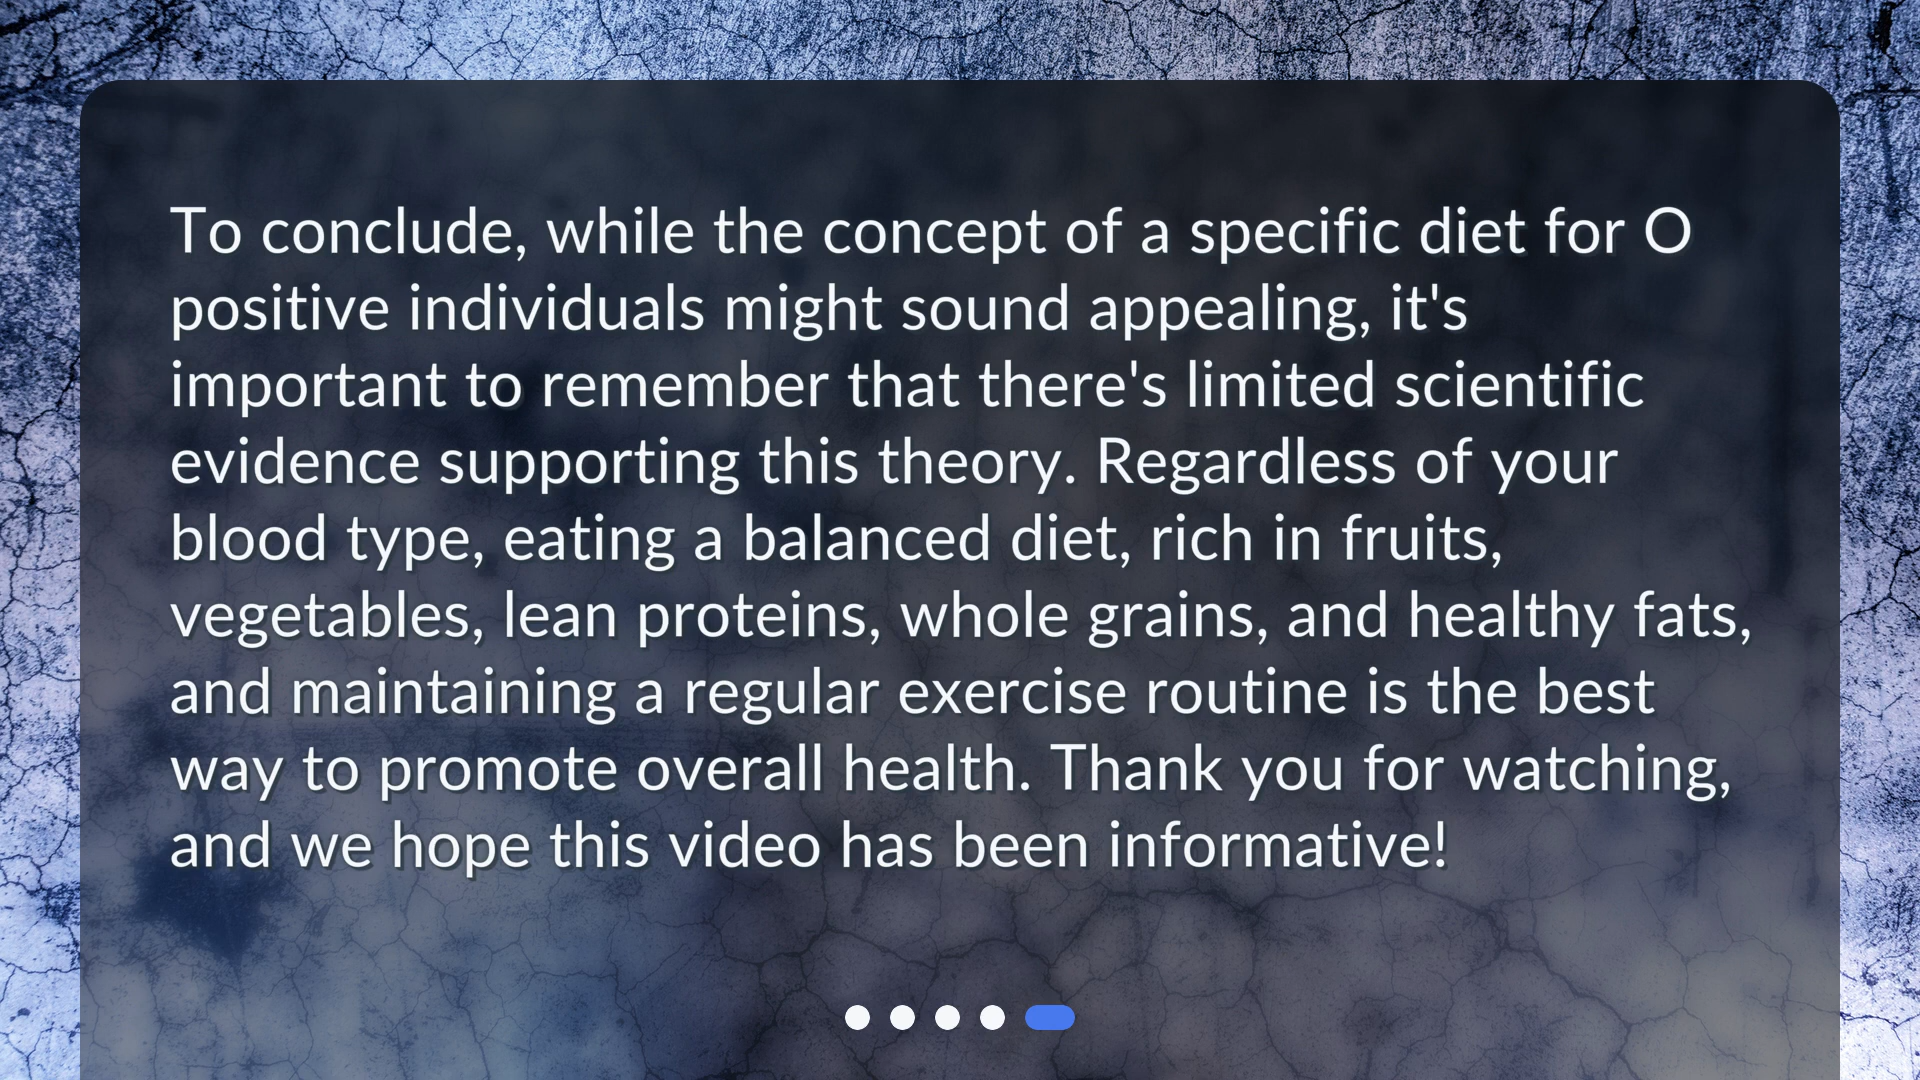 To conclude, while the concept of a specific diet for O
positive individuals might sound appealing, it's
important to remember that there's limited scientific
evidence supporting this theory. Regardless of your
blood type, eating a balanced diet, rich in fruits,
vegetables, lean proteins, whole grains, and healthy fats,
and maintaining a regular exercise routine is the best
way to promote overall health. Thank you for watching,
and we hope this video has been informative!